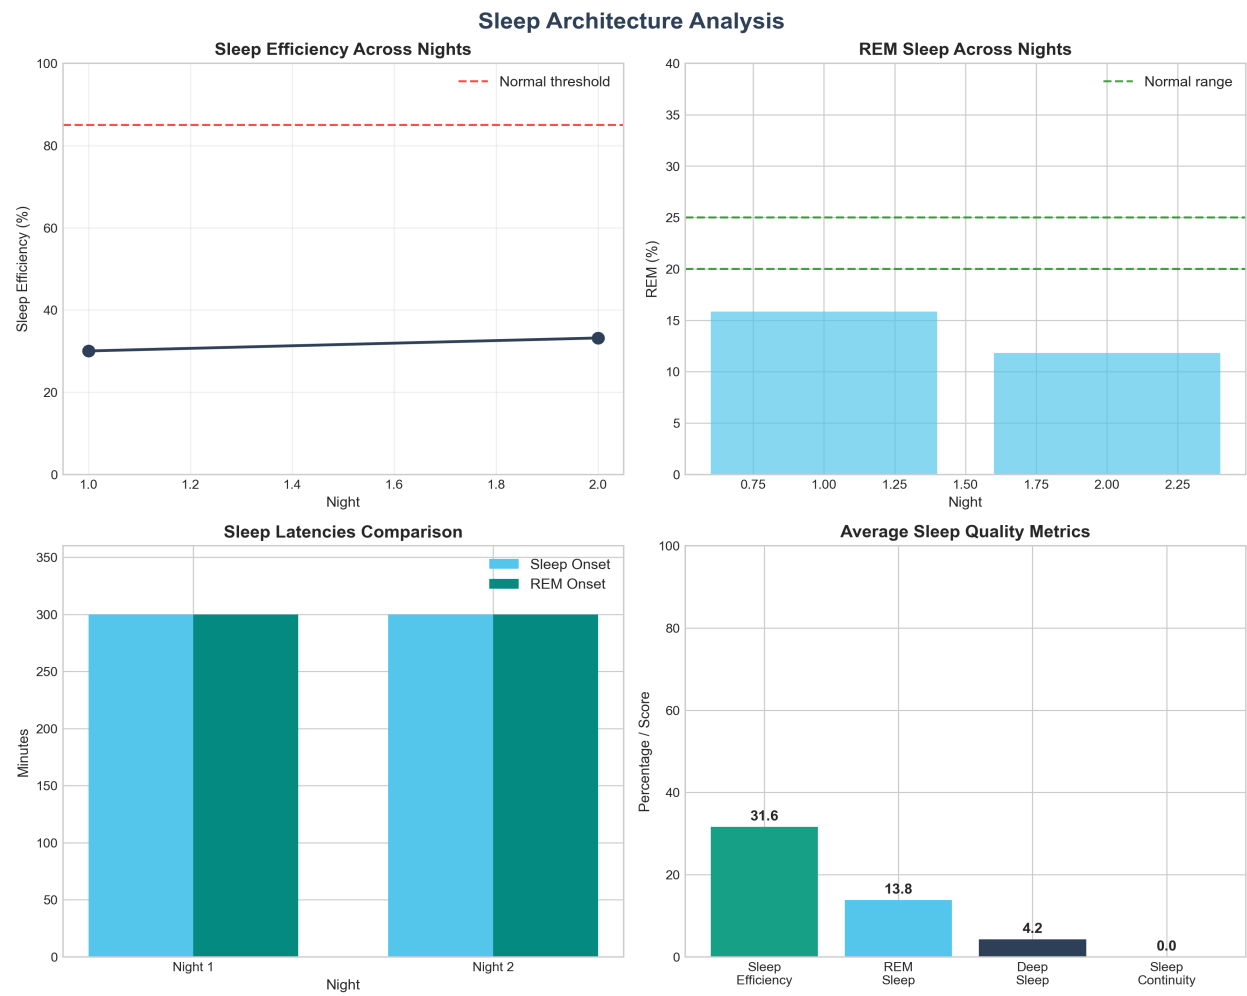 Sleep Architecture Analysis
Sleep Efficiency Across Nights
Sleep Efficiency (%)
100
80
60
40
20
0
Normal threshold
1.0 1.2 1.4 1.6 1.8 2.0
Night
REM Sleep Across Nights
REM (%)
40
35
30
25
20
15
10
5
0
Normal range
0.75 1.00 1.25 1.50 1.75 2.00 2.25
Night
Sleep Latencies Comparison
Minutes
350
300
250
200
150
100
50
0
Sleep Onset
REM Onset
Night 1 Night 2
Night
Average Sleep Quality Metrics
Percentage / Score
100
80
60
40
20
0
31.6
13.8
4.2
0.0
Sleep
Efficiency
REM
Sleep
Deep
Sleep
Sleep
Continuity